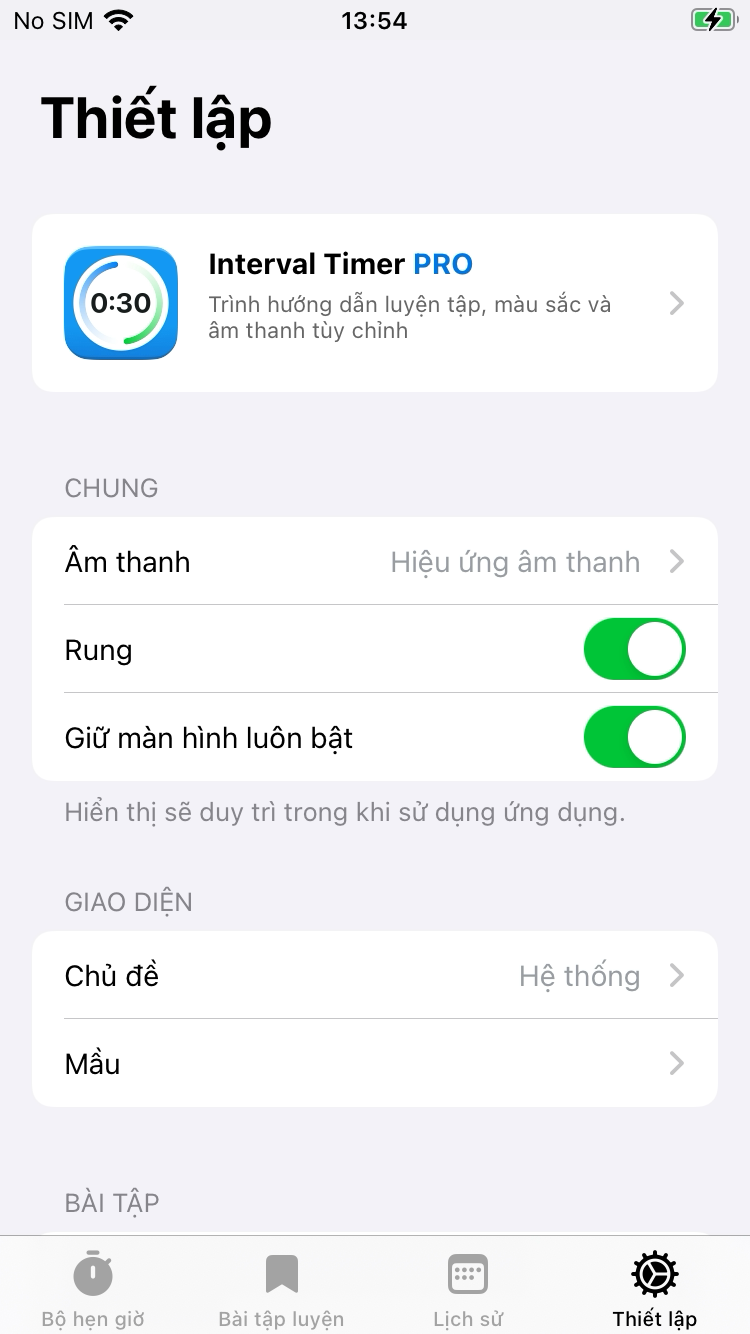 No SIM 13:54
Thiết lập
0:30
Interval Timer PRO
Trình hướng dẫn luyện tập, màu sắc và
âm thanh tùy chỉnh
CHUNG
Âm thanh Hiệu ứng âm thanh
Rung
Giữ màn hình luôn bật
Hiển thị sẽ duy trì trong khi sử dụng ứng dụng.
GIAO DIỆN
Chủ đề Hệ thống
Mầu
BÀI TẬP
Bộ hẹn giờ Bài tập luyện Lịch sử Thiết lập